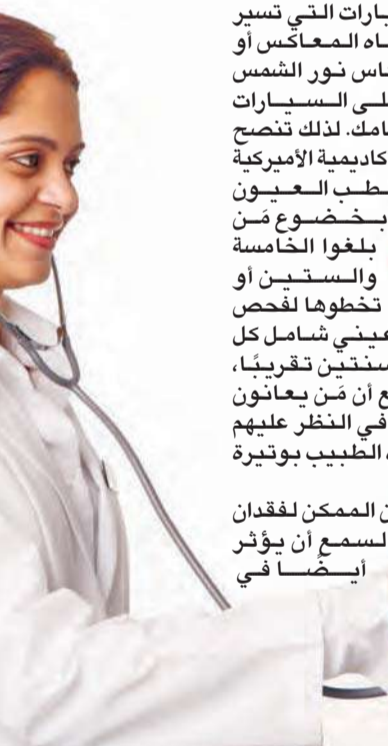 السيارات التي تسير
الاتجاه المعاكس أو
نور الشمس
على السيارات
أمامك. لذلك تنصح
الأكاديمية الأميركية
لطب العيون
بخضوع مَن
بلغوا الخامسة
والستين أو
تخطوها لفحص
عيني شامل كل
سنتين تقريبًا،
مع أن مَن يعانون
في النظر عليهم
الطبيب بوتيرة
من الممكن لفقدان
السمع أن يؤثر
أيضًا في